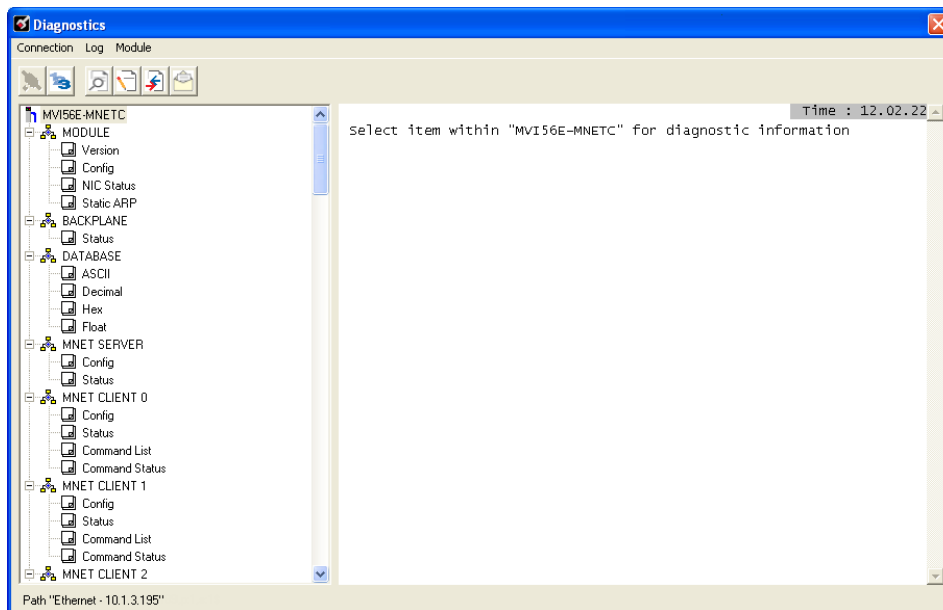 Diagnostics
Connection Log Module
MVI56E-MNETC
MODULE
Version
Config
NIC Status
Static ARP
BACKPLANE
Status
DATABASE
ASCII
Decimal
Hex
Float
MNET SERVER
Config
Status
MNET CLIENT 0
Config
Status
Command List
Command Status
MNET CLIENT 1
Config
Status
Command List
Command Status
MNET CLIENT 2
Time : 12.02.22
Select item within "MVI56E-MNETC" for diagnostic information
Path "Ethernet - 10.1.3.195"